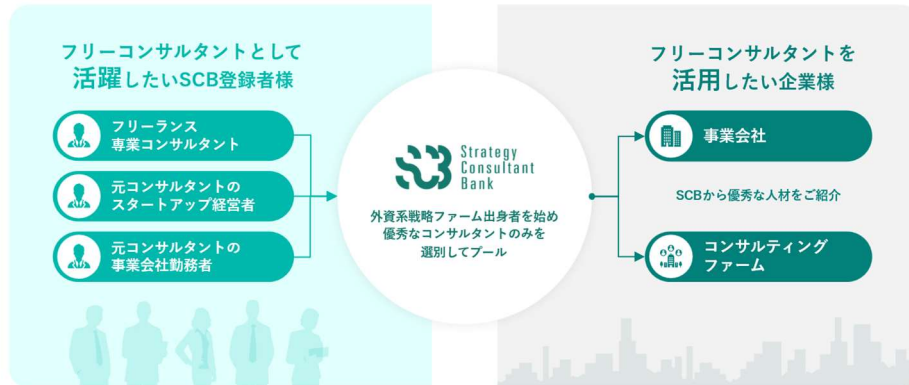 フリーコンサルタントとして
活躍したいSCB登録者様
フリーランス
専業コンサルタント
元コンサルタントの
スタートアップ経営者
元コンサルタントの
事業会社勤務者
SCB
Strategy
Consultant
Bank
外資系戦略ファーム出身者を始め
優秀なコンサルタントのみを
選別してプール
フリーコンサルタントを
活用したい企業様
事業会社
SCBから優秀な人材をご紹介
コンサルティング
ファーム